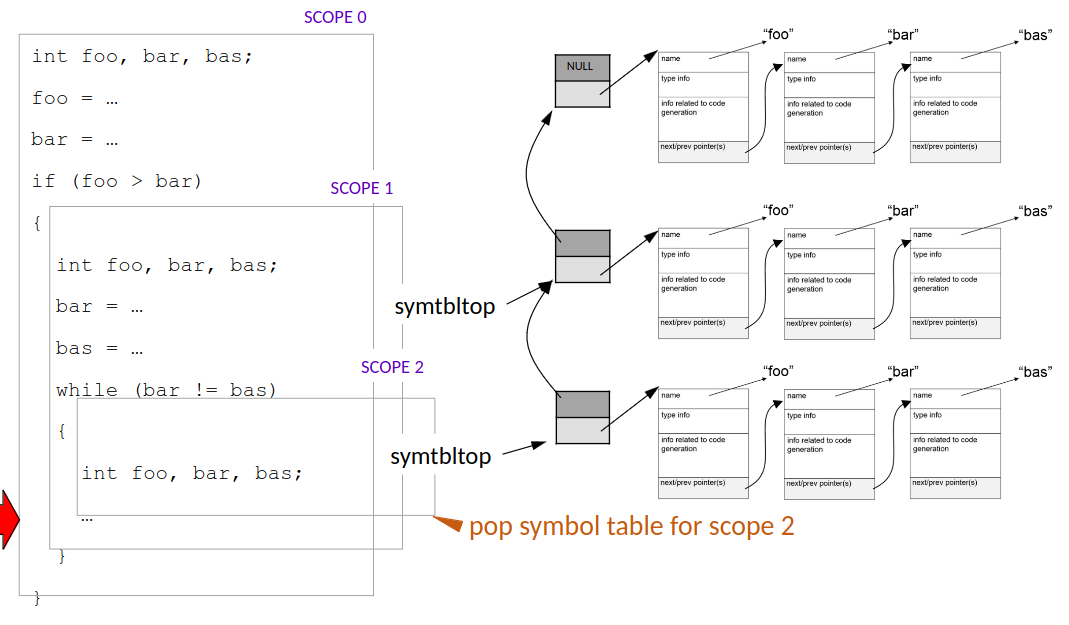 SCOPE 0
int foo, bar, bas;
foo = …
bar = …
if (foo > bar)
SCOPE 1
{
int foo, bar, bas;
bar = …
bas = …
SCOPE 2
while (bar != bas)
{
int foo, bar, bas;
…
}
}
NULL
“foo” “bar” “bas”
name name name
type info type info type info
info related to code info related to code info related to code
generation generation generation
next/prev pointer(s) next/prev pointer(s) next/prev pointer(s)
symtbltop
“foo” “bar” “bas”
name name name
type info type info type info
info related to code info related to code info related to code
generation generation generation
next/prev pointer(s) next/prev pointer(s) next/prev pointer(s)
symtbltop
“foo” “bar” “bas”
name name name
type info type info type info
info related to code info related to code info related to code
generation generation generation
next/prev pointer(s) next/prev pointer(s) next/prev pointer(s)
pop symbol table for scope 2